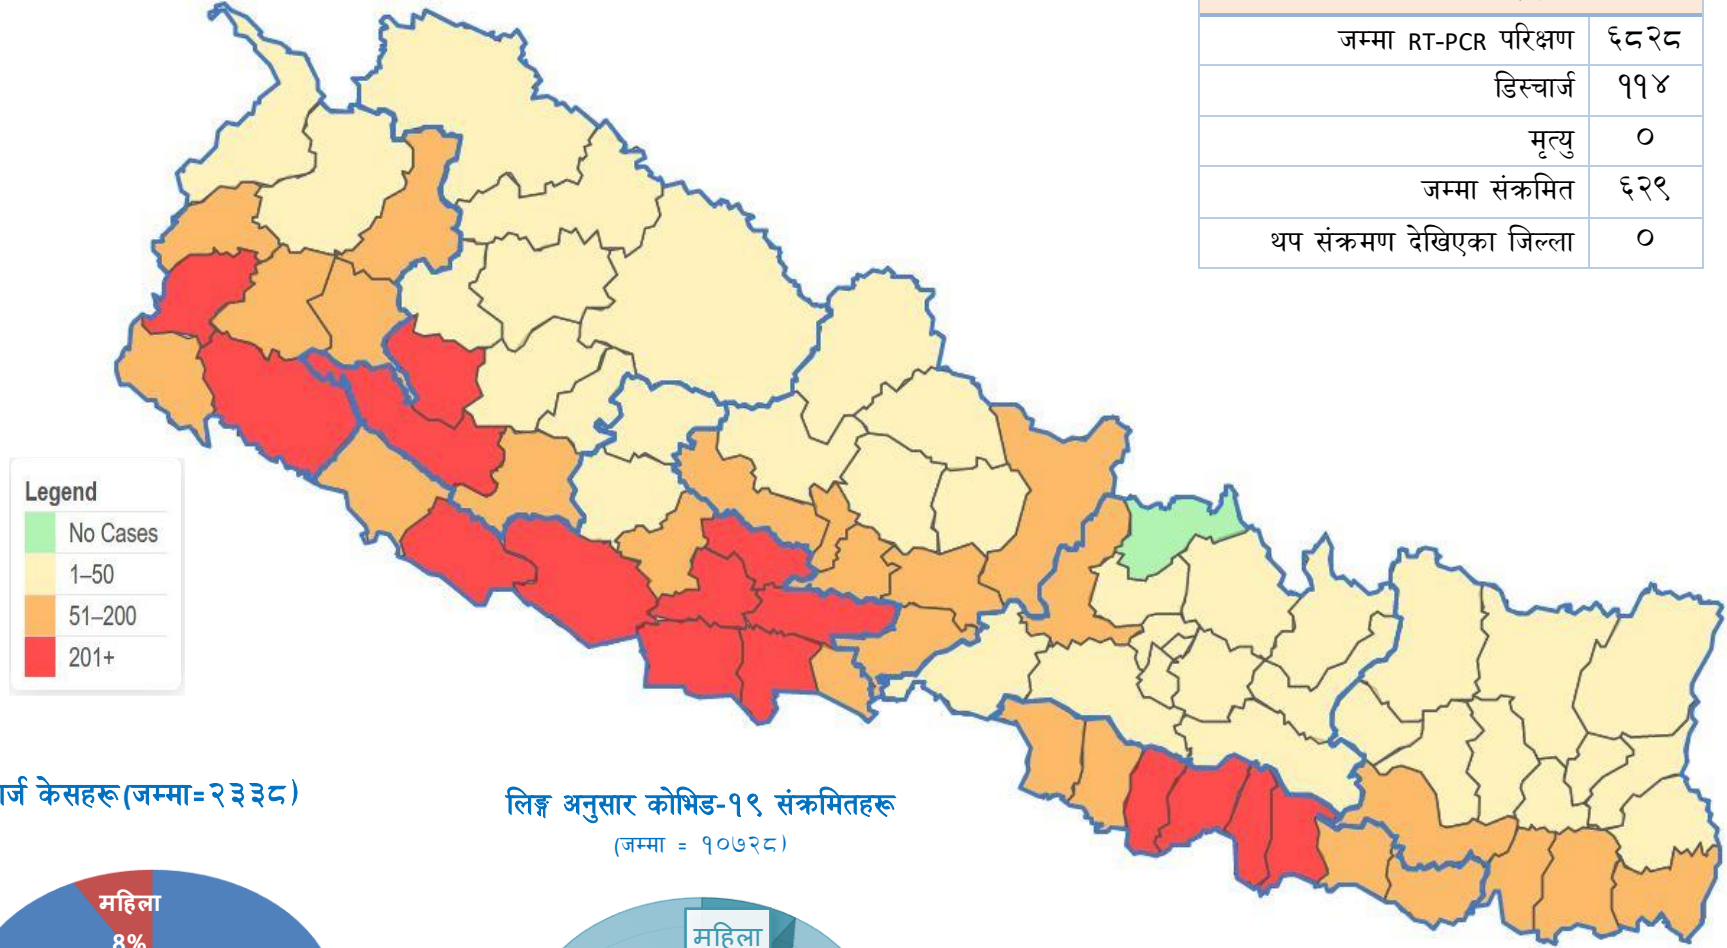 जम्मा RT-PCR परिक्षण ६८२८
डिस्चार्ज ११४
मृत्यु ०
जम्मा संक्रमित ६२९
थप संक्रमण देखिएका जिल्ला ०
Legend
No Cases
1–50
51–200
201+
केसहरू(जम्मा=२३३८)
लिङ्ग अनुसार कोभिड-१९ संक्रमितहरू
(जम्मा = १०७२८)
महिला
8%
महिला